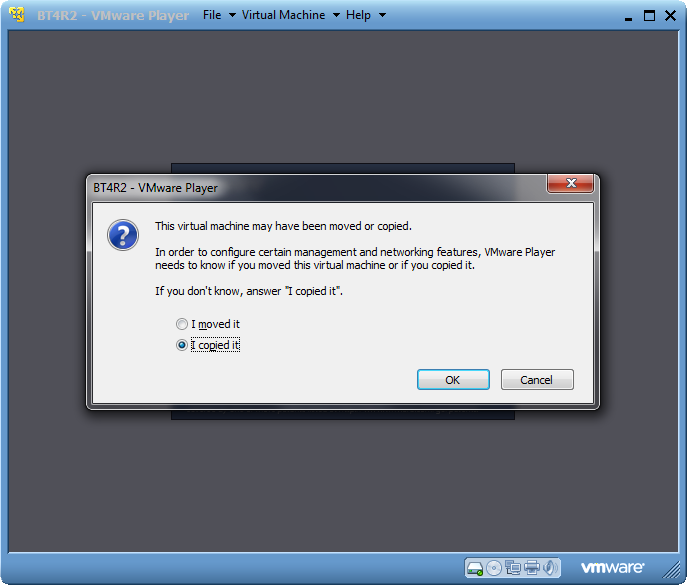 BT4R2 - VMware Player File Virtual Machine Help
BT4R2 - VMware Player
This virtual machine may have been moved or copied.
In order to configure certain management and networking features, VMware Player
needs to know if you moved this virtual machine or if you copied it.
If you don't know, answer "I copied it".
I moved it
I copied it
OK Cancel
vmware